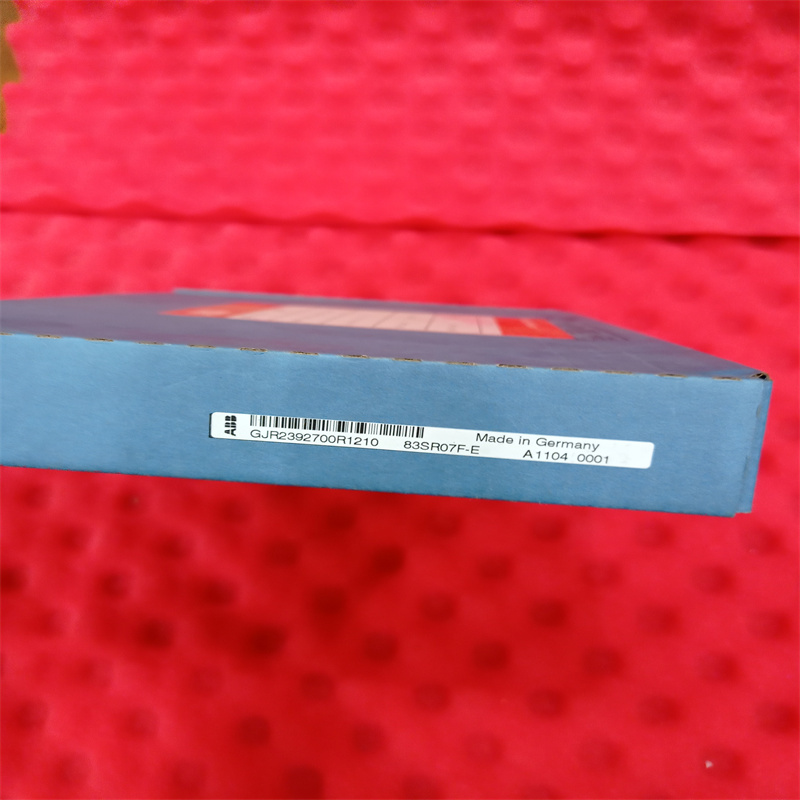 ABB
Made in Germany
GJR2392700R1210 83SR07F-E A1104 0001